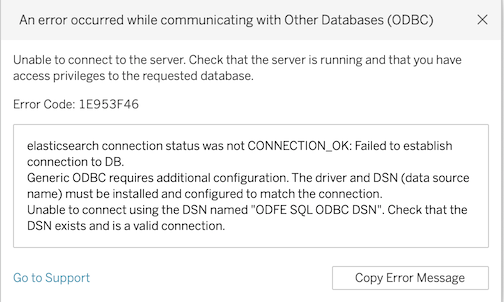 An error occurred while communicating with Other Databases (ODBC)
Unable to connect to the server. Check that the server is running and that you have
access privileges to the requested database.
Error Code: 1E953F46
elasticsearch connection status was not CONNECTION_OK: Failed to establish
connection to DB.
Generic ODBC requires additional configuration. The driver and DSN (data source
name) must be installed and configured to match the connection.
Unable to connect using the DSN named "ODFE SQL ODBC DSN". Check that the
DSN exists and is a valid connection.
Go to Support
Copy Error Message